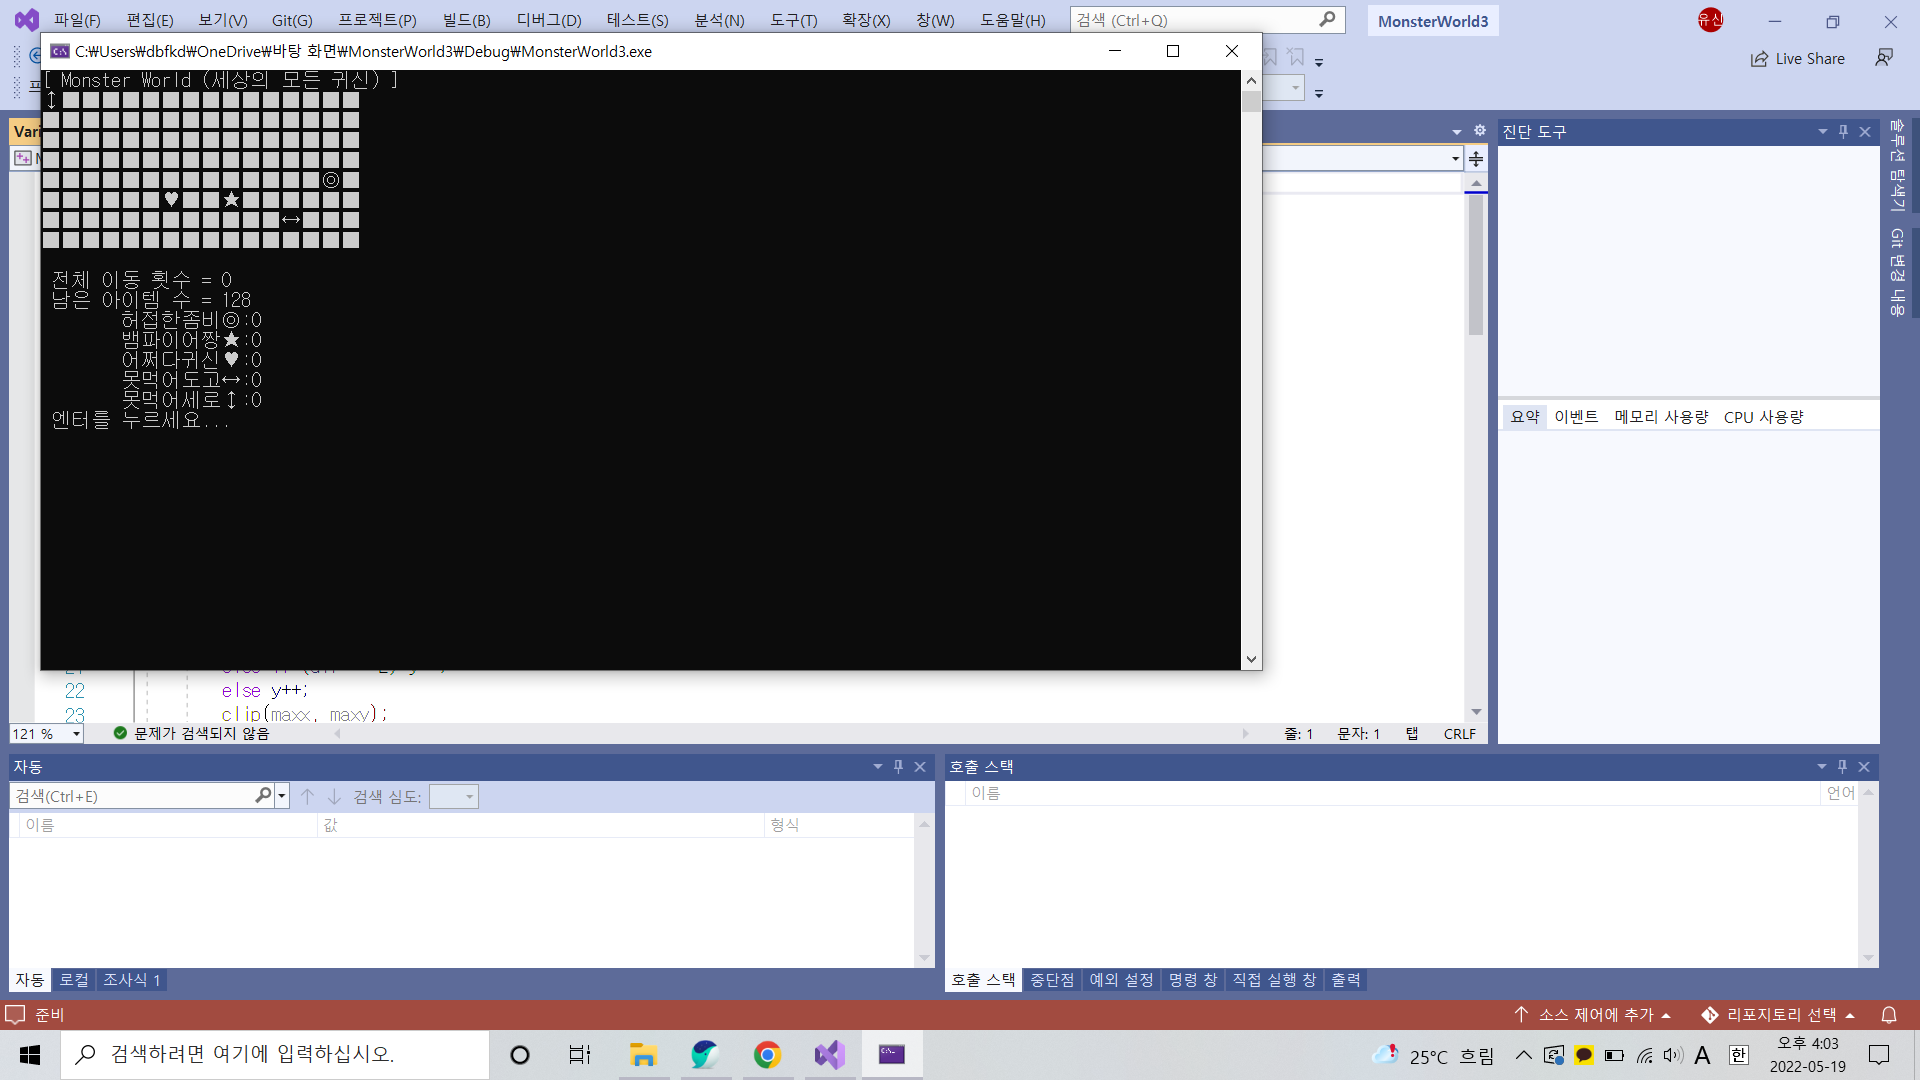 파일(F) 편집(E) 보기(V) Git(G) 프로젝트(P) 빌드(B) 디버그(D) 테스트(S) 분석(N) 도구(T) 확장(X) 창(W) 도움말(H) 검색 (Ctrl+Q) MonsterWorld3 유신
C:₩Users₩dbfkd₩OneDrive₩바탕 화면₩MonsterWorld3₩Debug₩MonsterWorld3.exe
Live Share
[ Monster World (세상의 모든 귀신) ]
↕■■■■■■■■■■■■■■■
■■■■■■■■■■■■■■■■
■■■■■■■■■■■■■■■■
■■■■■■■■■■■■■■■■
■■■■■■■■■■■■■■◎■
■■■■■■♥■■★■■■■■■
■■■■■■■■■■■■↔■■■
■■■■■■■■■■■■■■■■
전체 이동 횟수 = 0
남은 아이템 수 = 128
허접한좀비◎:0
뱀파이어짱★:0
어쩌다귀신♥:0
못먹어도고↔:0
못먹어세로↕:0
엔터를 누르세요...
Vari
진단 도구
요약 이벤트 메모리 사용량 CPU 사용량
솔루션 탐색기
Git 변경 내용
22 else y++;
23 clip(maxx, maxy);
121 % 문제가 검색되지 않음 줄: 1 문자: 1 탭 CRLF
자동
검색(Ctrl+E) 검색 심도:
이름 값 형식
자동 로컬 조사식 1
호출 스택
이름 언어
호출 스택 중단점 예외 설정 명령 창 직접 실행 창 출력
준비 소스 제어에 추가 리포지토리 선택
검색하려면 여기에 입력하십시오.
25°C 흐림 A 한
오후 4:03
2022-05-19